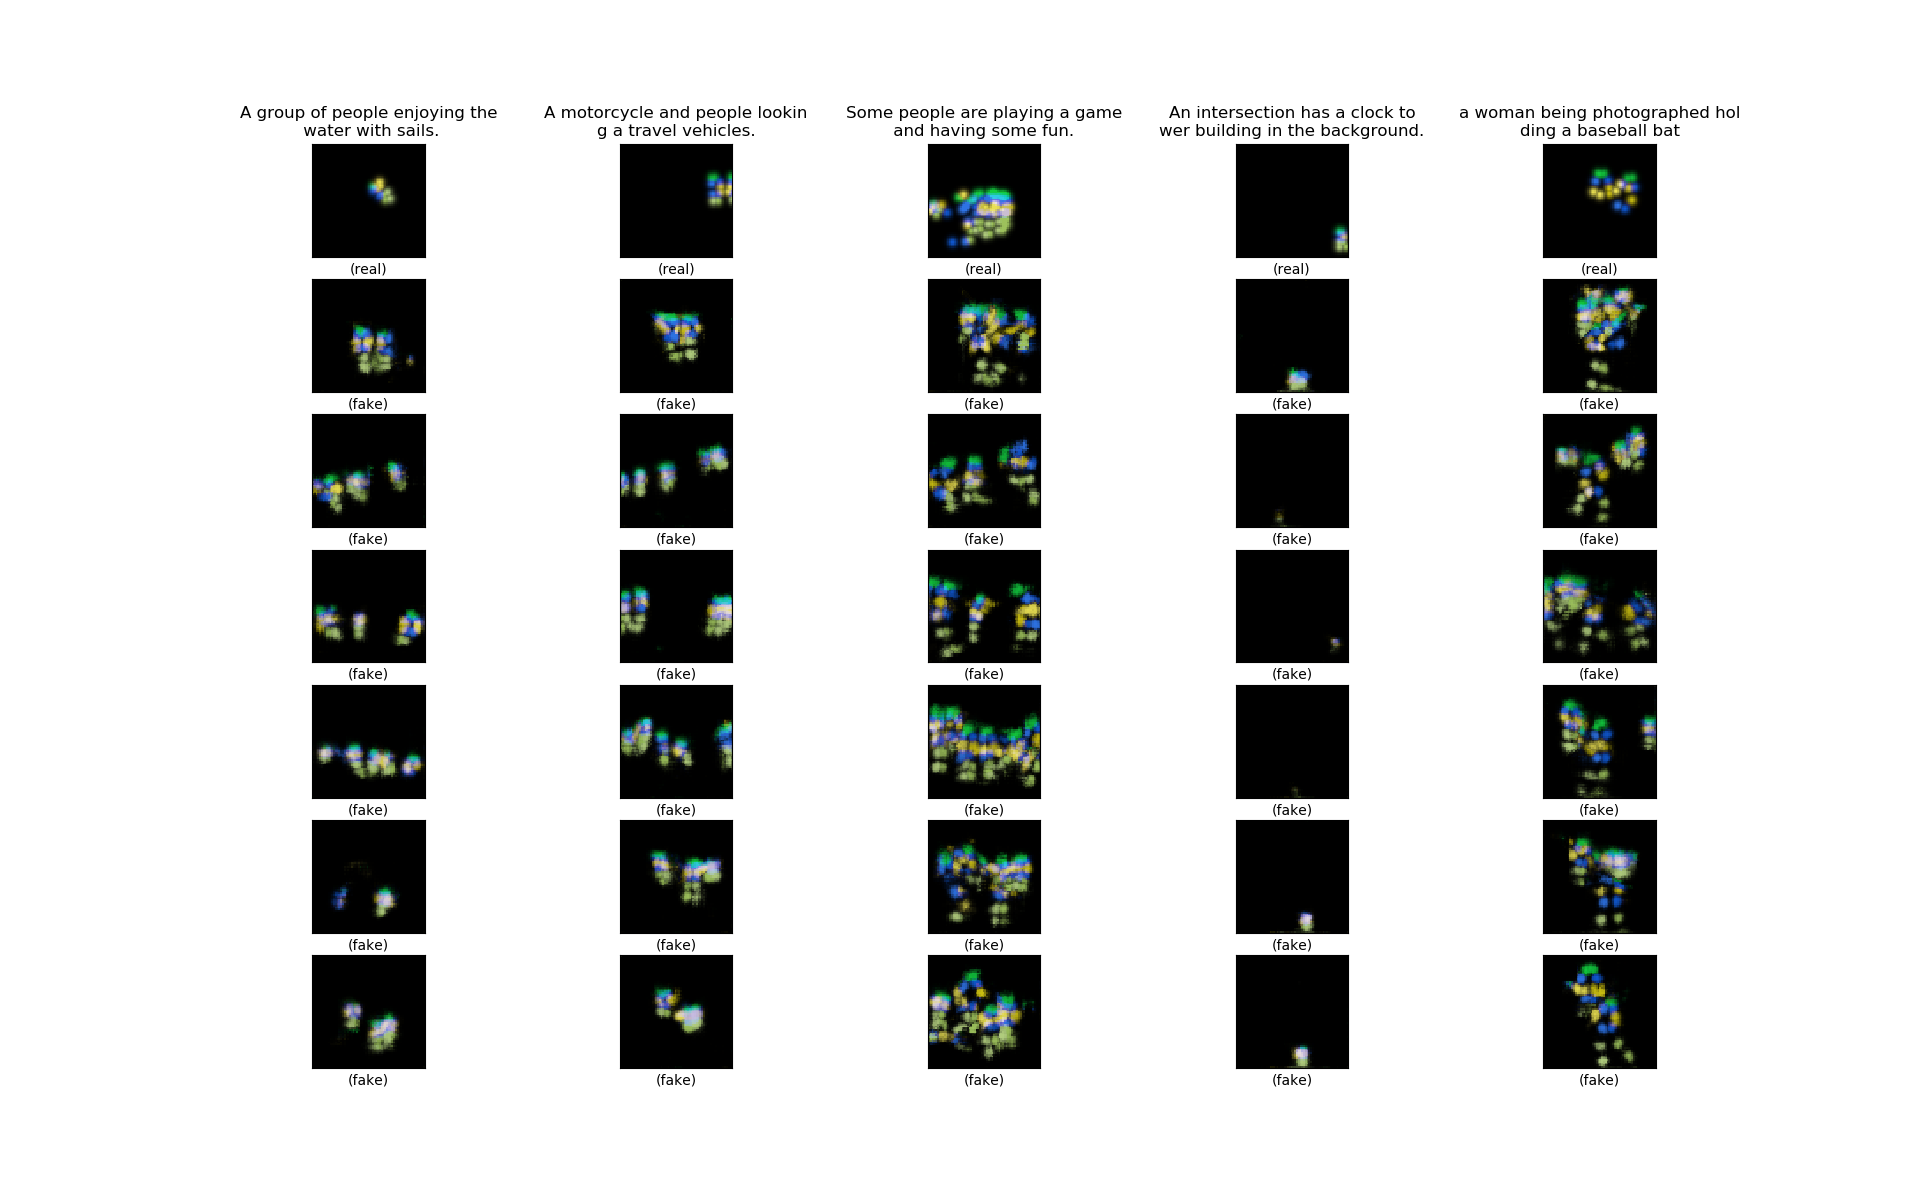 A group of people enjoying the
water with sails.
A motorcycle and people lookin
g a travel vehicles.
Some people are playing a game
and having some fun.
An intersection has a clock to
wer building in the background.
a woman being photographed hol
ding a baseball bat
(real) (real) (real) (real) (real)
(fake) (fake) (fake) (fake) (fake)
(fake) (fake) (fake) (fake) (fake)
(fake) (fake) (fake) (fake) (fake)
(fake) (fake) (fake) (fake) (fake)
(fake) (fake) (fake) (fake) (fake)
(fake) (fake) (fake) (fake) (fake)